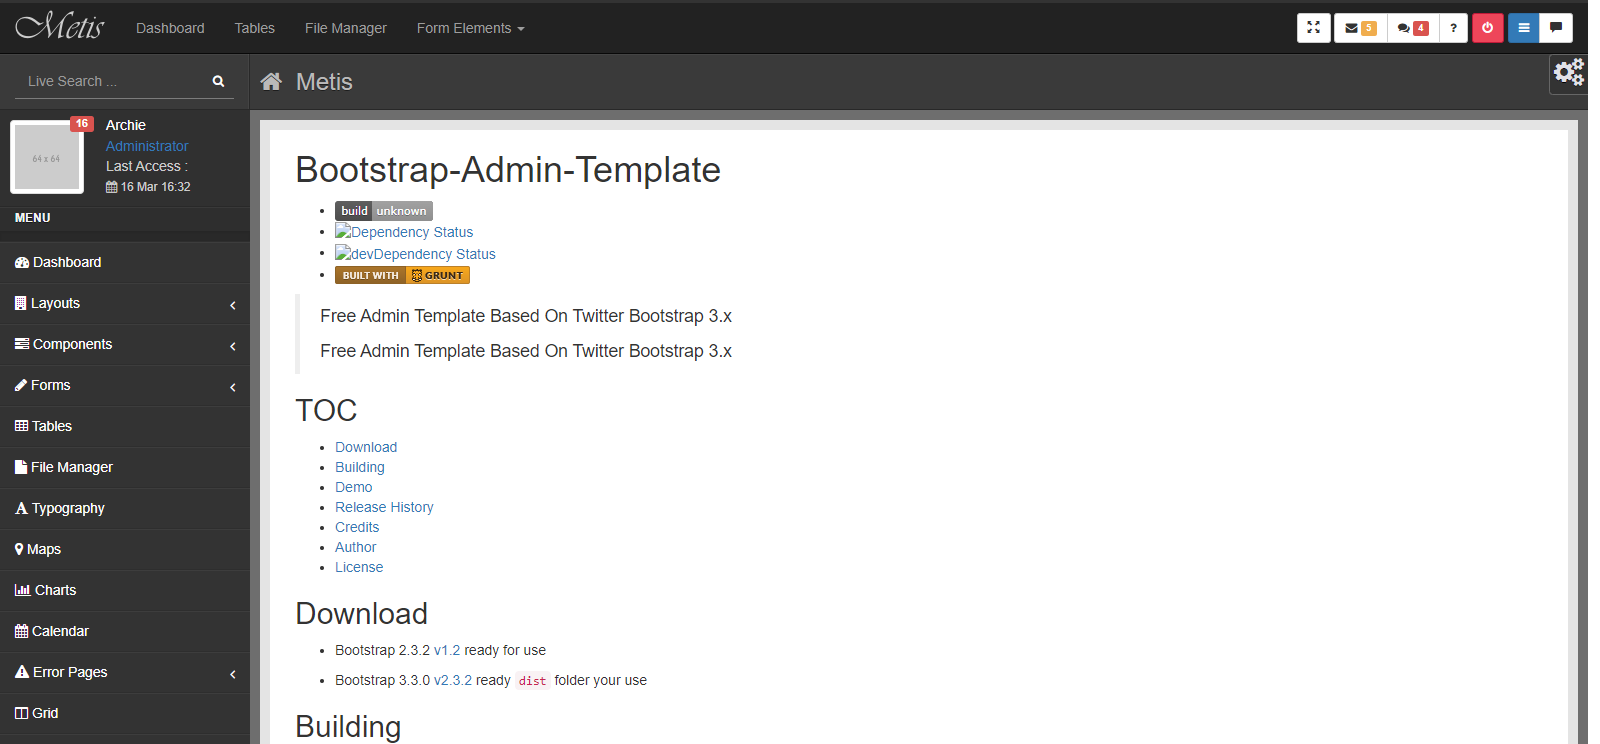 Metis
Dashboard
Tables
File Manager
Form Elements
5
4
?
Live Search ...
Metis
64 x 64
16
Archie
Administrator
Last Access :
16 Mar 16:32
MENU
Dashboard
Layouts
Components
Forms
Tables
File Manager
Typography
Maps
Charts
Calendar
Error Pages
Grid
Bootstrap-Admin-Template
build unknown
Dependency Status
devDependency Status
BUILT WITH GRUNT
Free Admin Template Based On Twitter Bootstrap 3.x
Free Admin Template Based On Twitter Bootstrap 3.x
TOC
Download
Building
Demo
Release History
Credits
Author
License
Download
Bootstrap 2.3.2 v1.2 ready for use
Bootstrap 3.3.0 v2.3.2 ready dist folder your use
Building